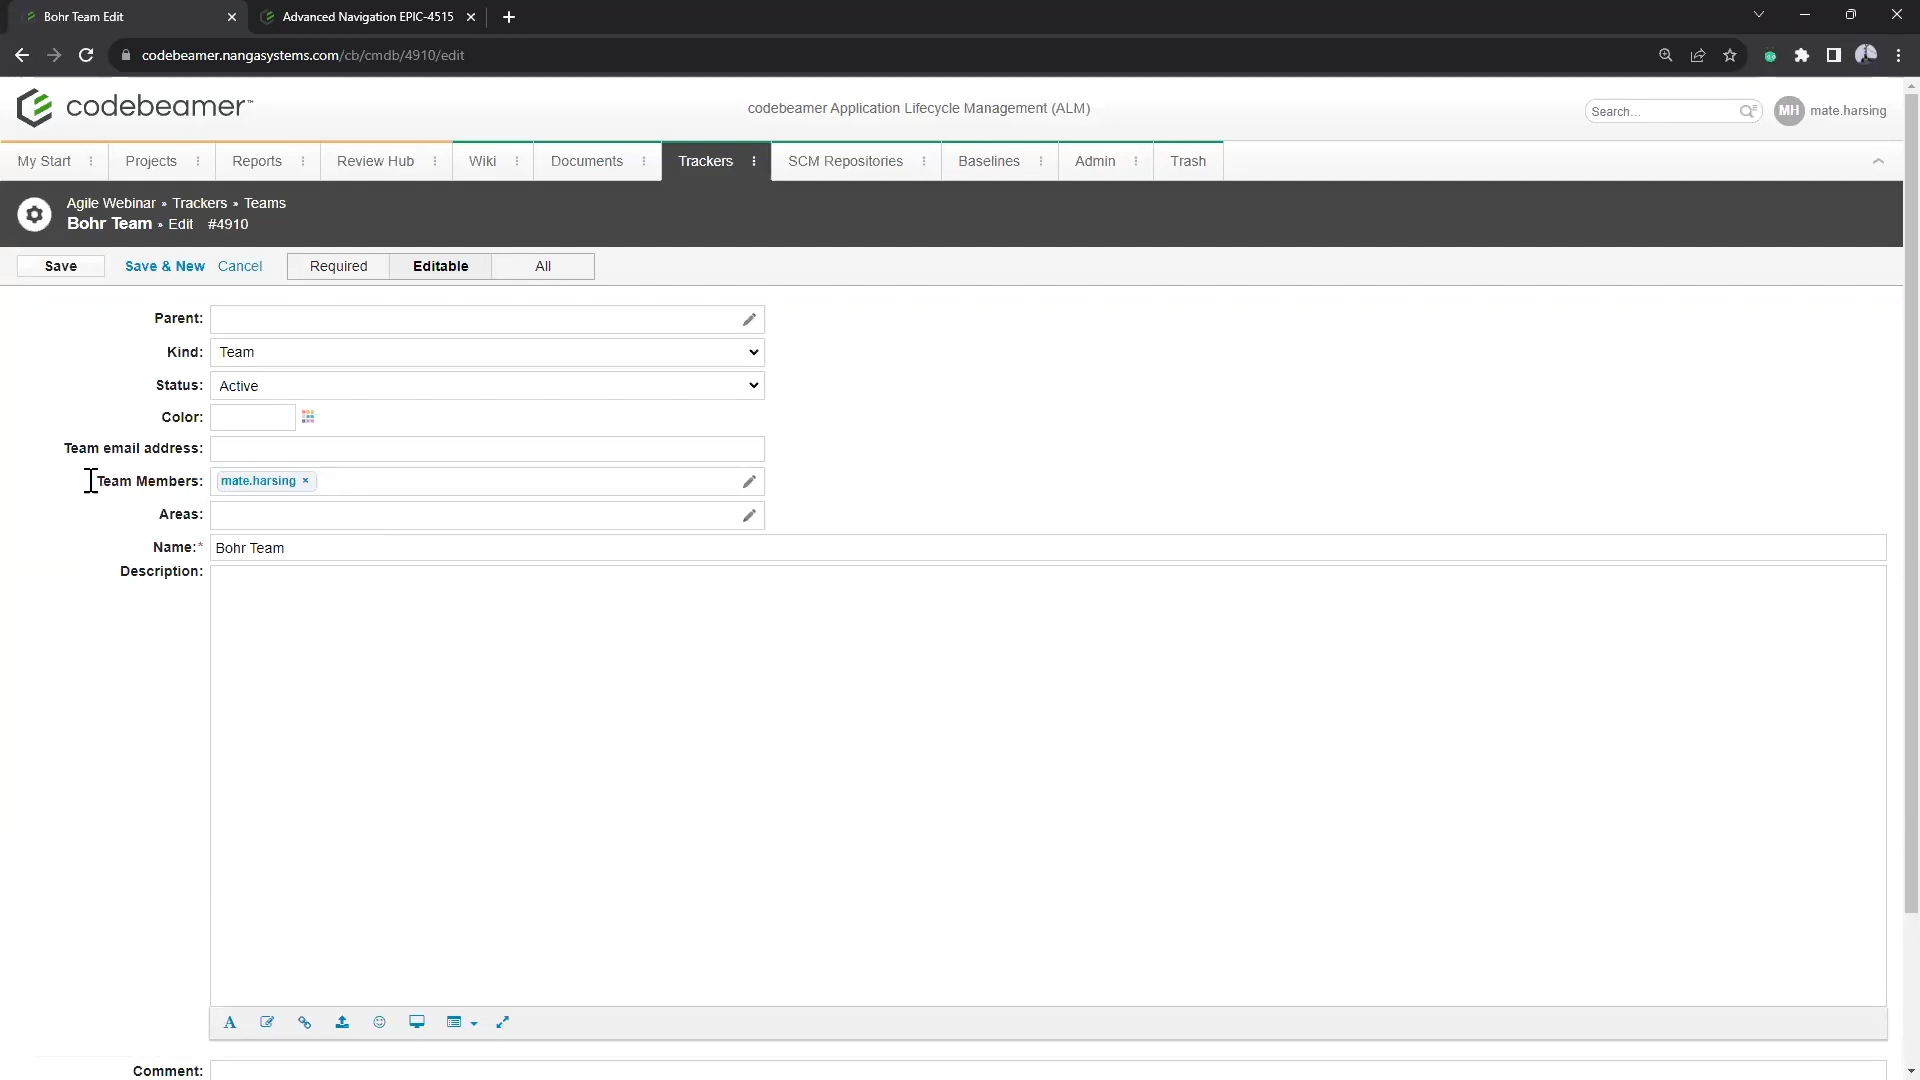 Bohr Team Edit
Advanced Navigation EPIC-4515
codebeamer.nangasystems.com/cb/cmdb/4910/edit
codebeamer™
codebeamer Application Lifecycle Management (ALM)
Search...
MH
mate.harsing
My Start
Projects
Reports
Review Hub
Wiki
Documents
Trackers
SCM Repositories
Baselines
Admin
Trash
Agile Webinar » Trackers » Teams
Bohr Team » Edit #4910
Save
Save & New
Cancel
Required
Editable
All
Parent:
Kind: Team
Status: Active
Color:
Team email address:
Team Members: mate.harsing ×
Areas:
Name:* Bohr Team
Description:
Comment: